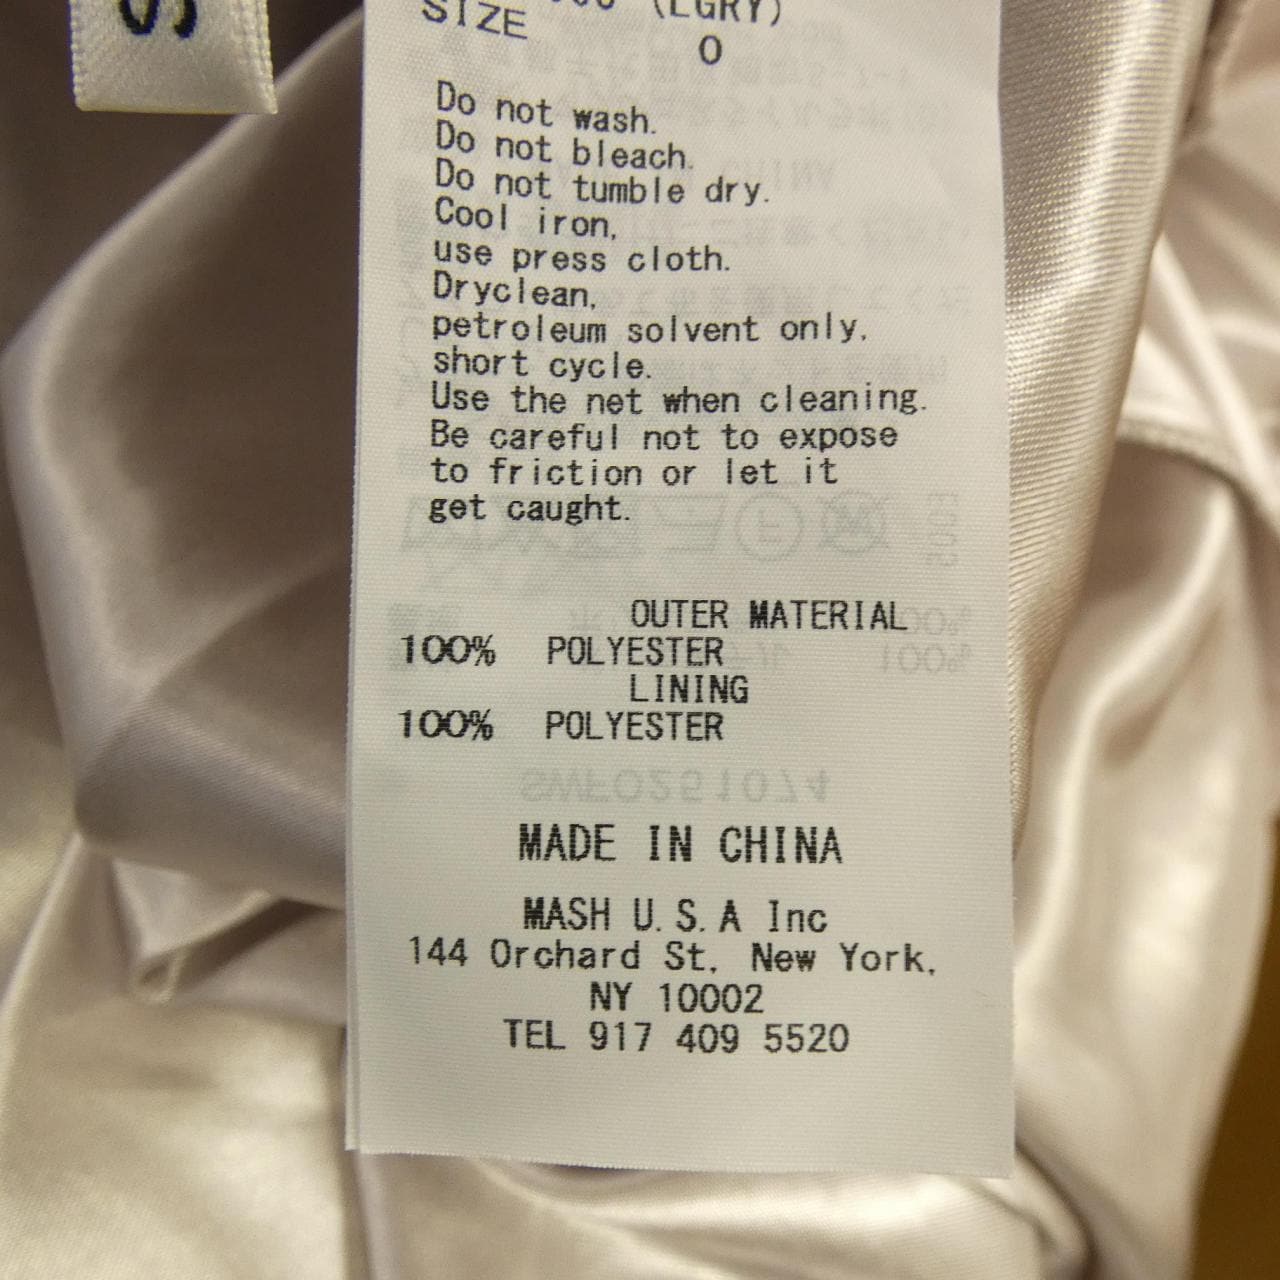 (LGRY)
SIZE
0
Do not wash.
Do not bleach.
Do not tumble dry.
Cool iron,
use press cloth.
Dryclean,
petroleum solvent only,
short cycle.
Use the net when cleaning.
Be careful not to expose
to friction or let it
get caught.
OUTER MATERIAL
100% POLYESTER
LINING
100% POLYESTER
SWFO251074
MADE IN CHINA
MASH U.S.A Inc
144 Orchard St, New York,
NY 10002
TEL 917 409 5520